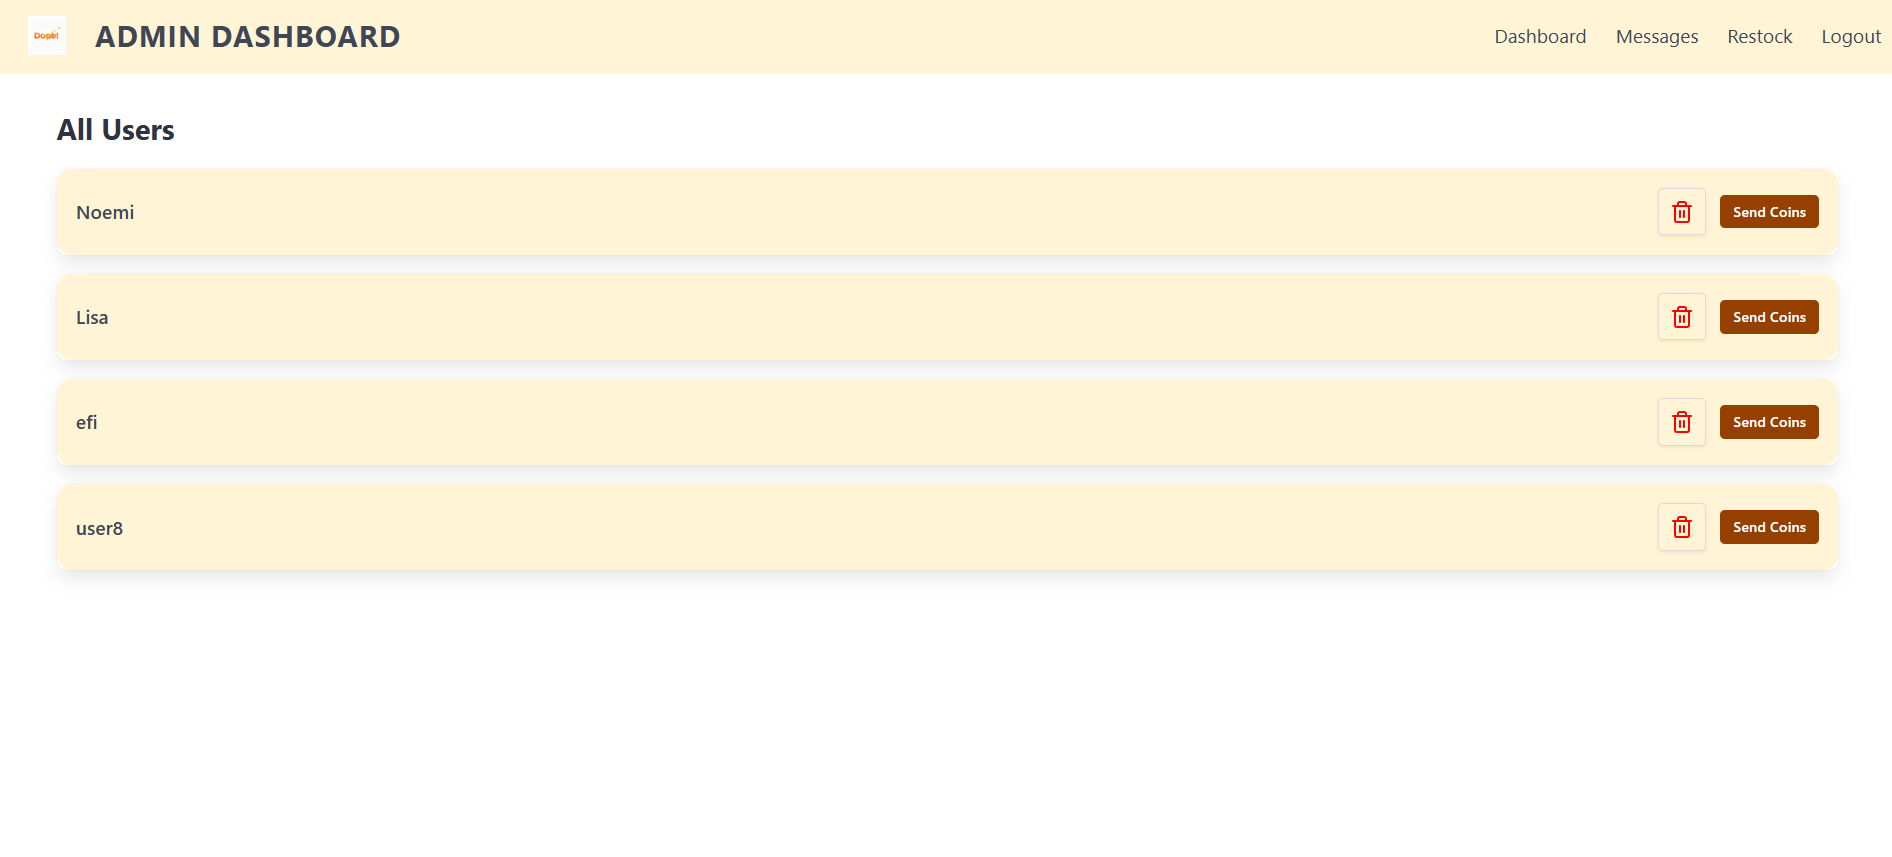 ADMIN DASHBOARD
Dashboard Messages Restock Logout
All Users
Noemi Send Coins
Lisa Send Coins
efi Send Coins
user8 Send Coins